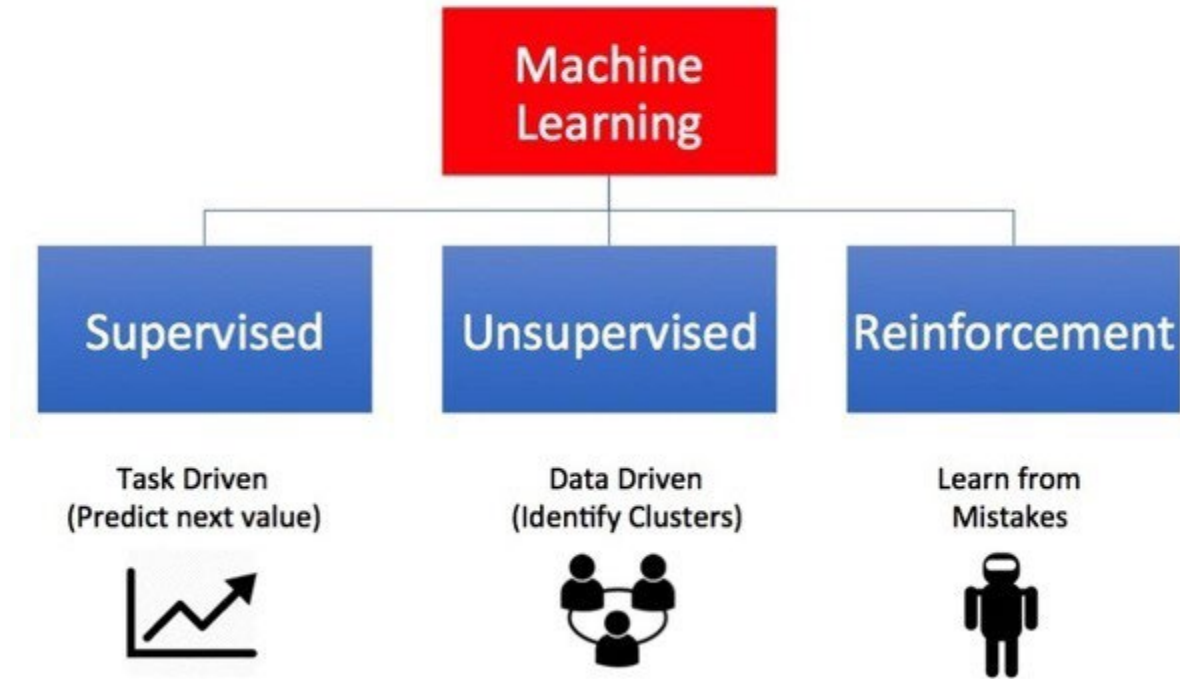 Machine
Learning
Supervised
Unsupervised
Reinforcement
Task Driven
(Predict next value)
Data Driven
(Identify Clusters)
Learn from
Mistakes